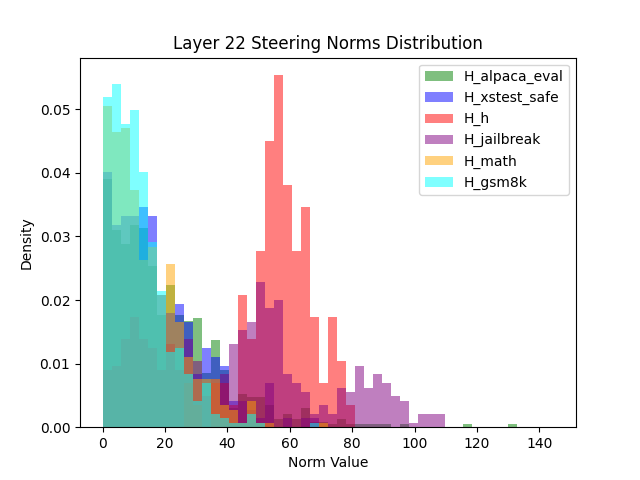 Layer 22 Steering Norms Distribution
H_alpaca_eval
H_xstest_safe
H_h
H_jailbreak
H_math
H_gsm8k
Density
0.05
0.04
0.03
0.02
0.01
0.00
0 20 40 60 80 100 120 140
Norm Value